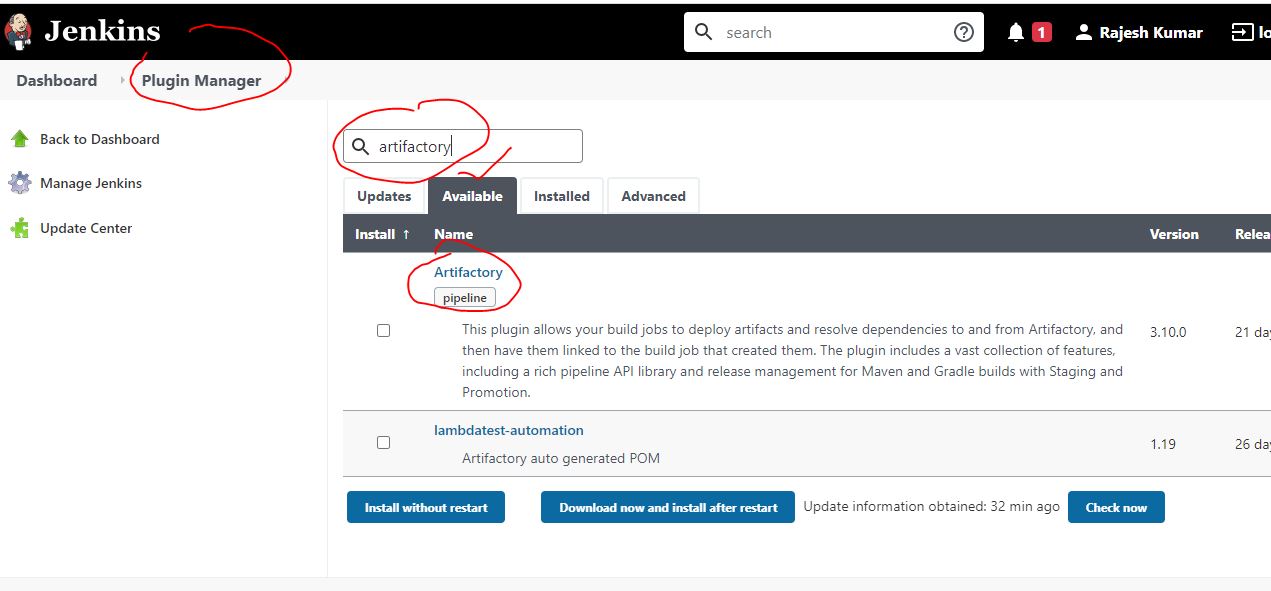 Jenkins
search
1
Rajesh Kumar
Dashboard
Plugin Manager
Back to Dashboard
Manage Jenkins
Update Center
artifactory
Updates
Available
Installed
Advanced
Install ↑ Name Version
Artifactory
pipeline
This plugin allows your build jobs to deploy artifacts and resolve dependencies to and from Artifactory, and
then have them linked to the build job that created them. The plugin includes a vast collection of features,
including a rich pipeline API library and release management for Maven and Gradle builds with Staging and
Promotion.
3.10.0
21
lambdatest-automation
Artifactory auto generated POM
1.19
26
Install without restart
Download now and install after restart
Update information obtained: 32 min ago
Check now